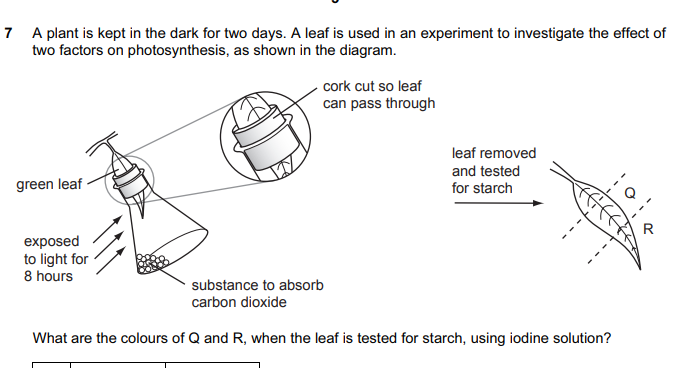 7 A plant is kept in the dark for two days. A leaf is used in an experiment to investigate the effect of
two factors on photosynthesis, as shown in the diagram.
cork cut so leaf
can pass through
green leaf
exposed
to light for
8 hours
substance to absorb
carbon dioxide
leaf removed
and tested
for starch
Q
R
What are the colours of Q and R, when the leaf is tested for starch, using iodine solution?